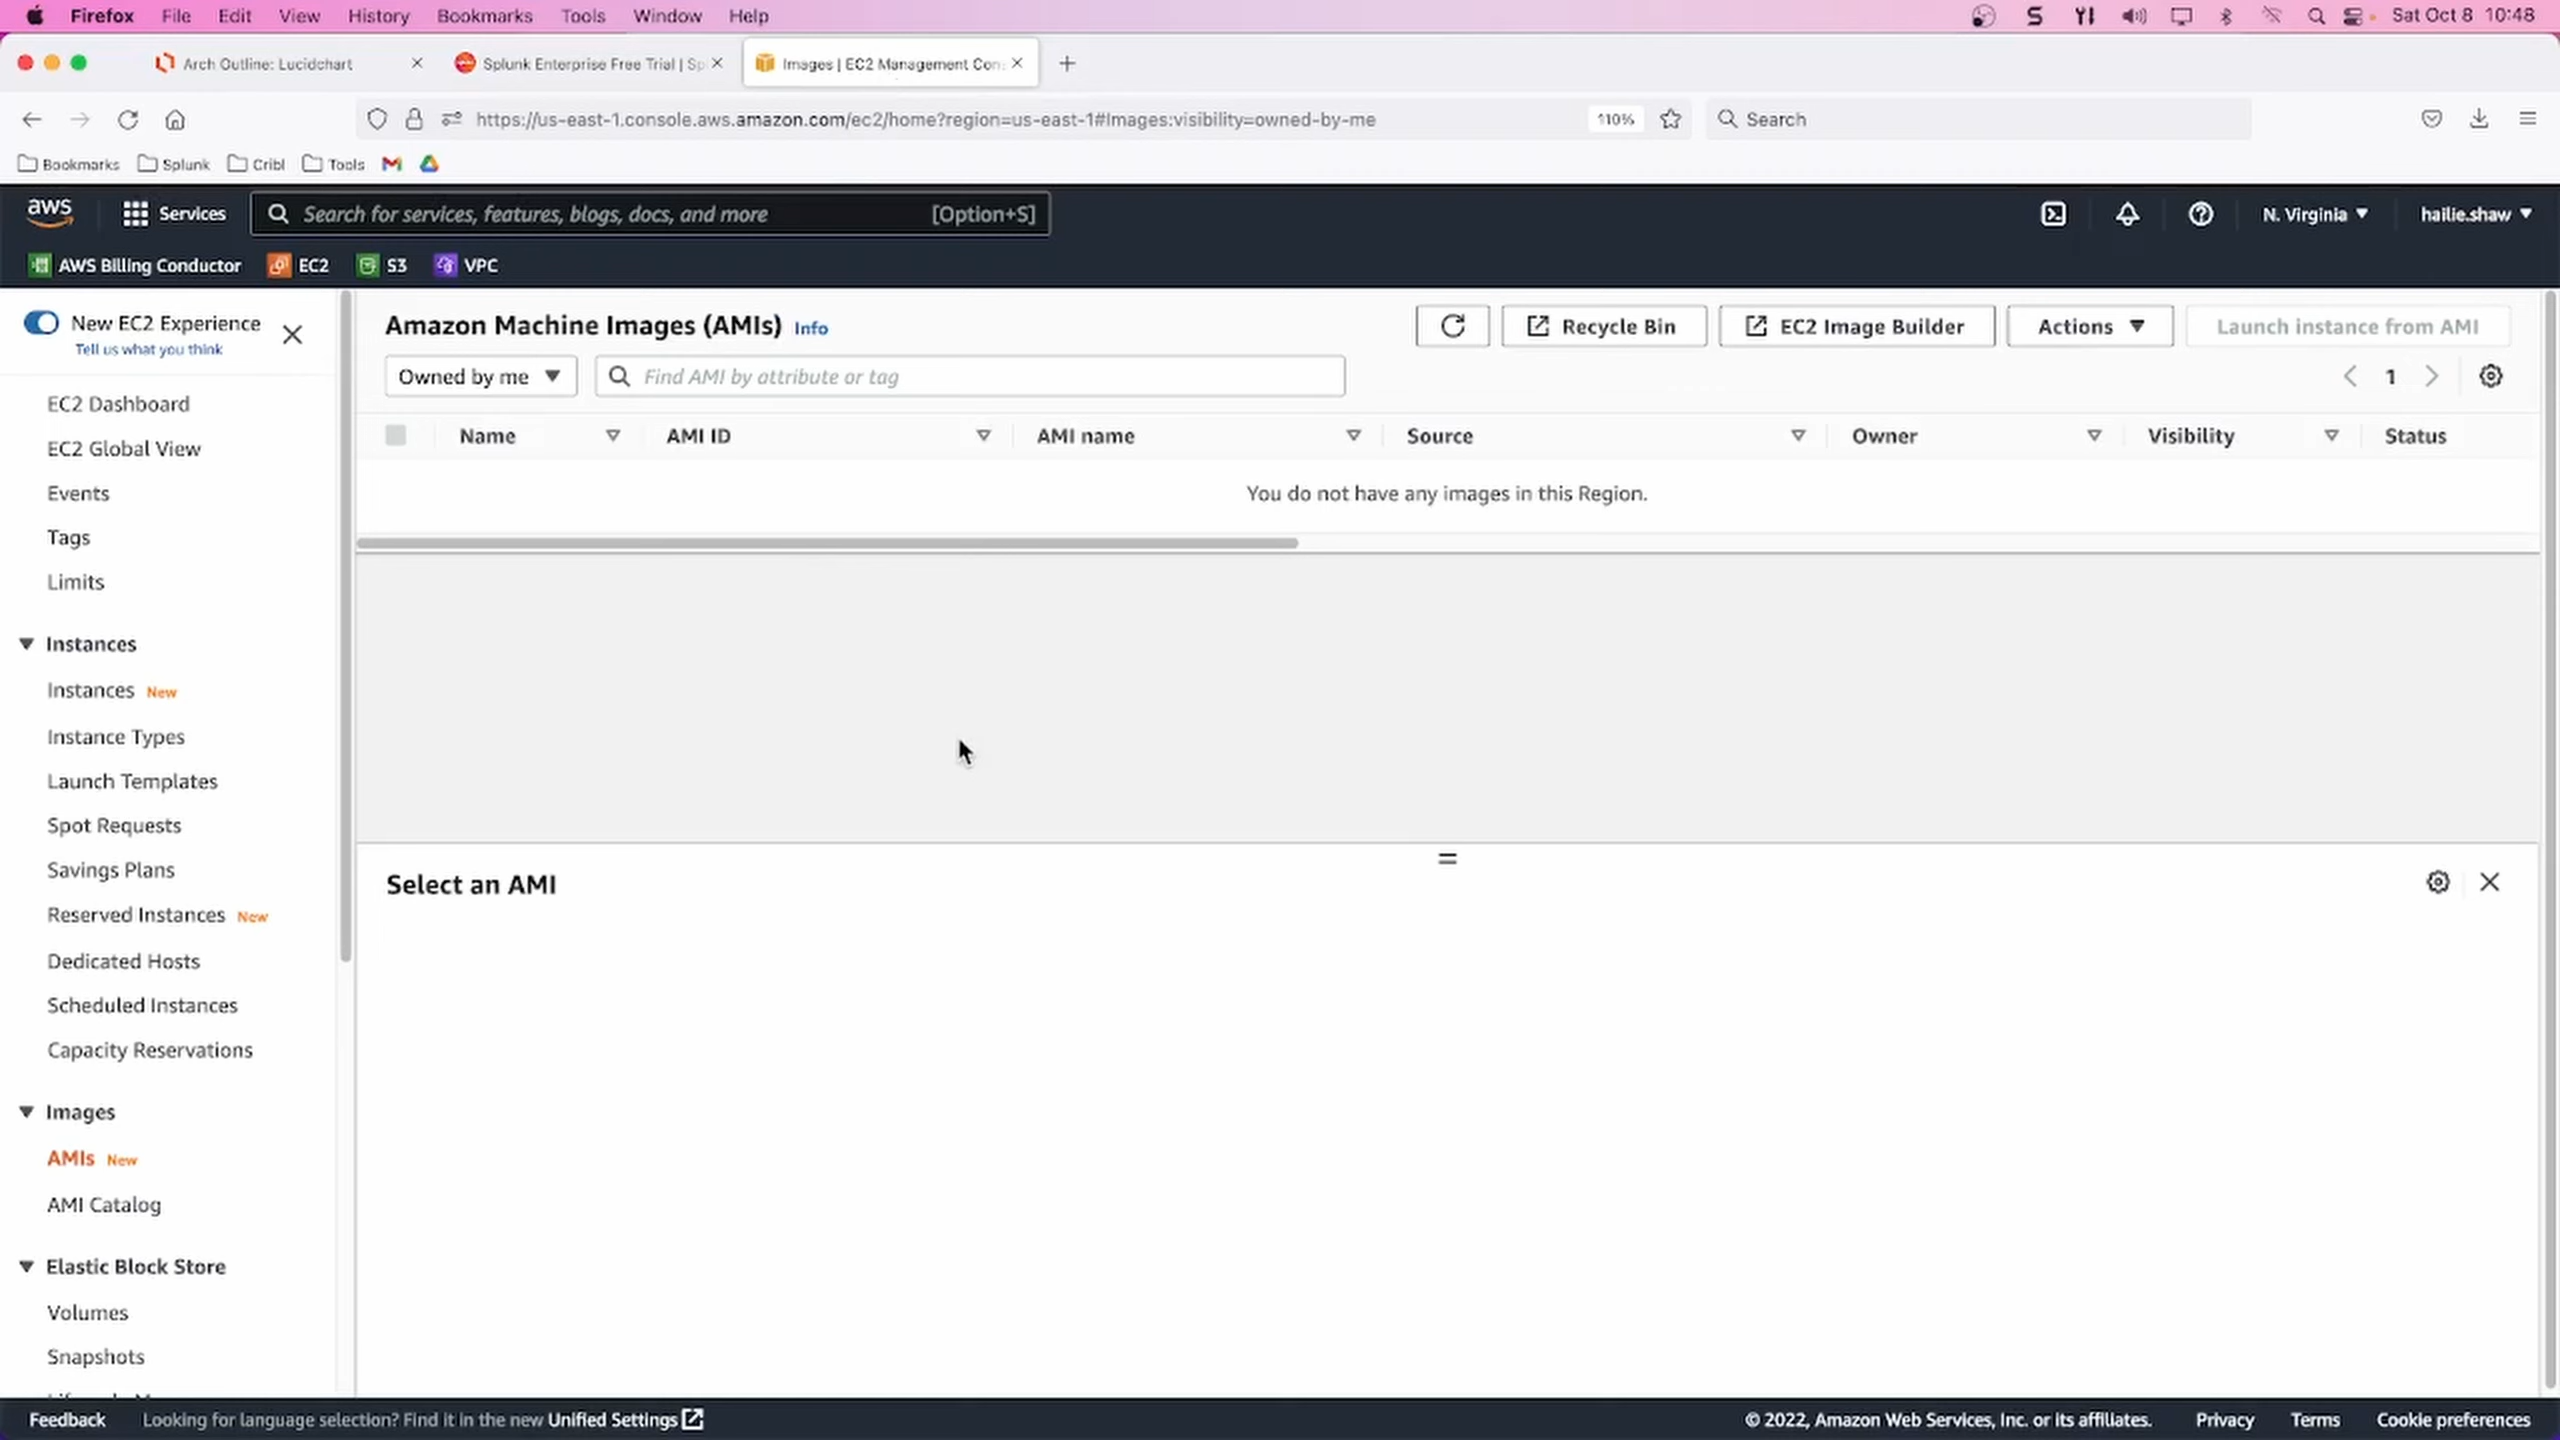 Firefox File Edit View History Bookmarks Tools Window Help Sat Oct 8 10:48
Arch Outline: Lucidchart Splunk Enterprise Free Trial | Sp Images | EC2 Management Con
https://us-east-1.console.aws.amazon.com/ec2/home?region=us-east-1#Images:visibility=owned-by-me 110% Search
Bookmarks Splunk Cribl Tools
aws Services Search for services, features, blogs, docs, and more [Option+S] N. Virginia hailie.shaw
AWS Billing Conductor EC2 S3 VPC
New EC2 Experience
Tell us what you think
EC2 Dashboard
EC2 Global View
Events
Tags
Limits
Instances
Instances New
Instance Types
Launch Templates
Spot Requests
Savings Plans
Reserved Instances New
Dedicated Hosts
Scheduled Instances
Capacity Reservations
Images
AMIs New
AMI Catalog
Elastic Block Store
Volumes
Snapshots
Amazon Machine Images (AMIs) Info Recycle Bin EC2 Image Builder Actions Launch instance from AMI
Owned by me Find AMI by attribute or tag 1
Name AMI ID AMI name Source Owner Visibility Status
You do not have any images in this Region.
Select an AMI
Feedback Looking for language selection? Find it in the new Unified Settings © 2022, Amazon Web Services, Inc. or its affiliates. Privacy Terms Cookie preferences